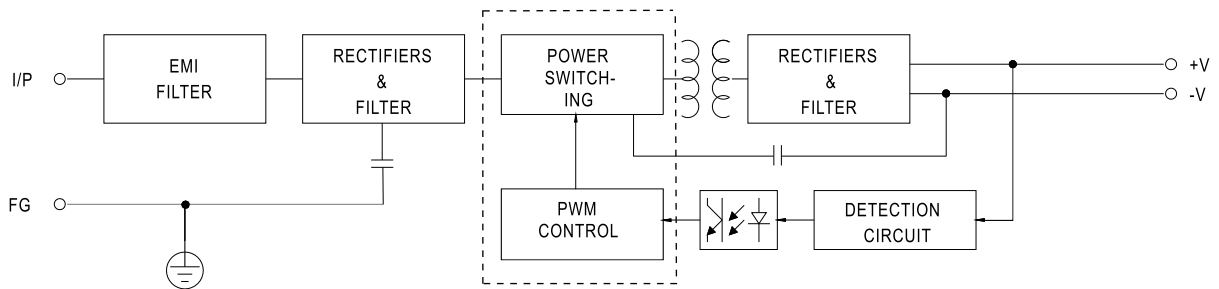 I/P
EMI
FILTER
RECTIFIERS
&
FILTER
POWER
SWITCH-
ING
RECTIFIERS
&
FILTER
+V
-V
FG
PWM
CONTROL
DETECTION
CIRCUIT